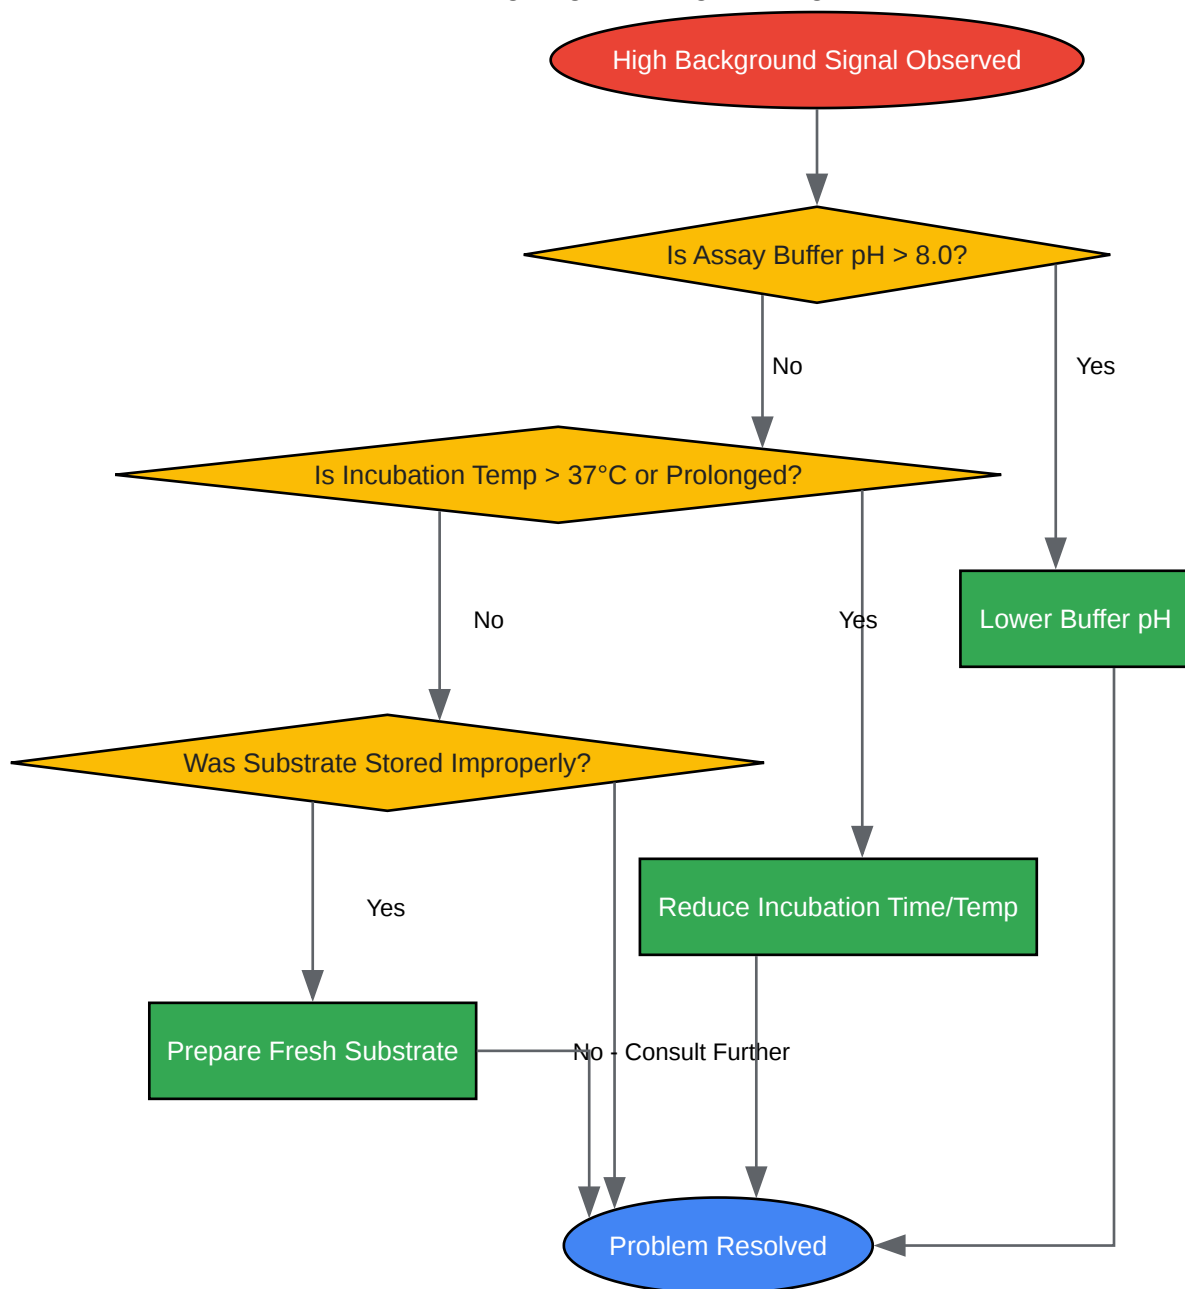 High Background Signal Observed
Is Assay Buffer pH > 8.0?
No
Yes
Is Incubation Temp > 37°C or Prolonged?
No
Yes
Lower Buffer pH
Was Substrate Stored Improperly?
Yes
Reduce Incubation Time/Temp
Prepare Fresh Substrate
No - Consult Further
Problem Resolved